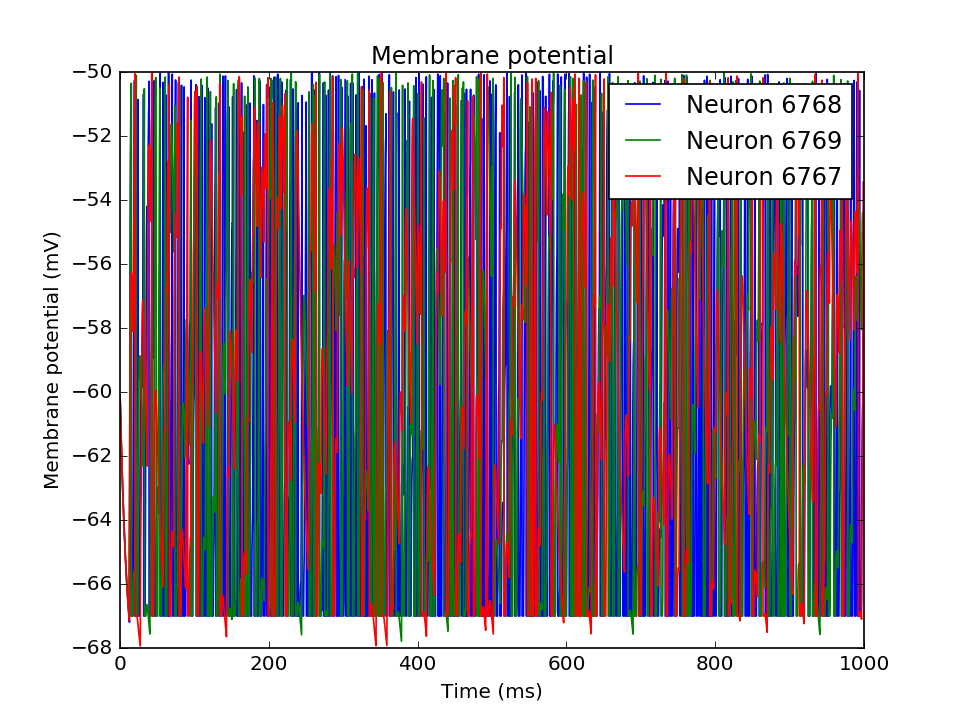 Membrane potential
Membrane potential (mV)
−50
−52
−54
−56
−58
−60
−62
−64
−66
−68
Neuron 6768
Neuron 6769
Neuron 6767
0
200
400
600
800
1000
Time (ms)